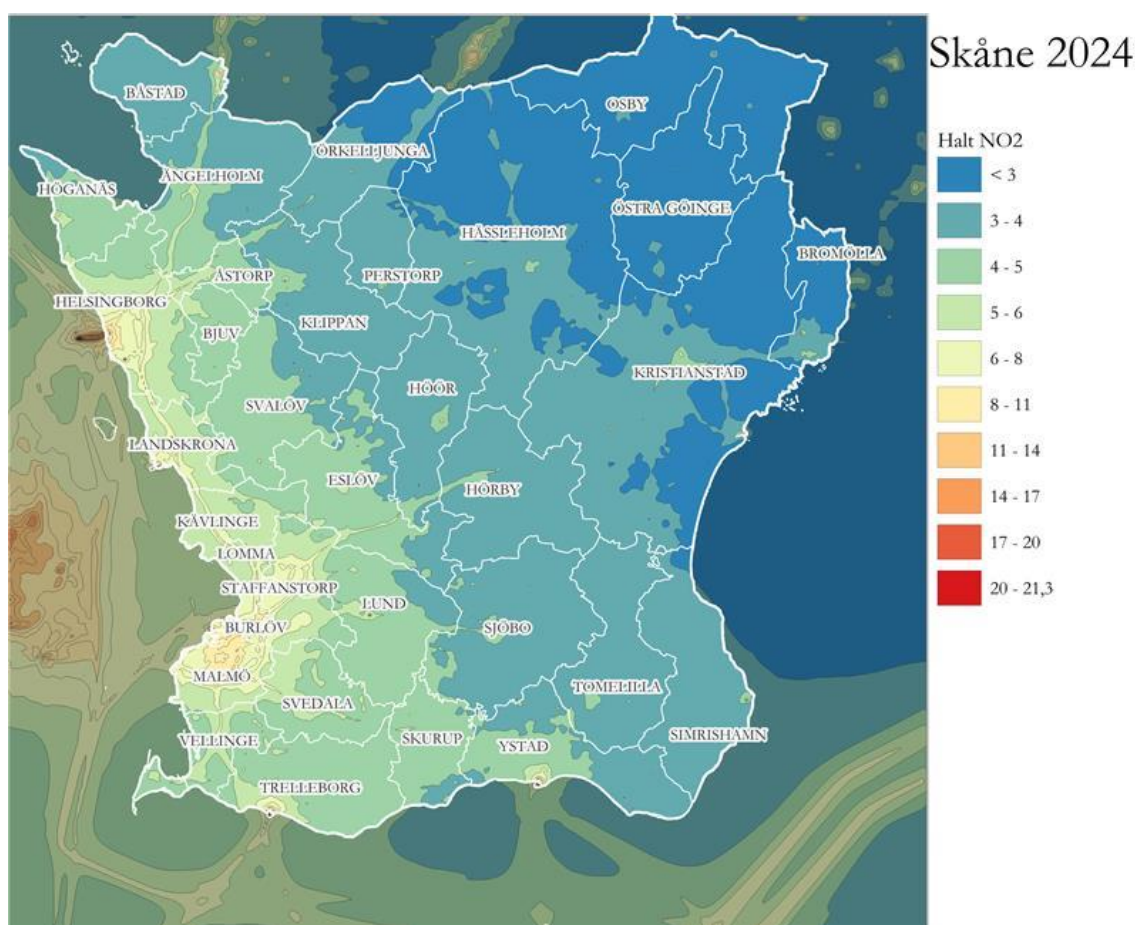 Skåne 2024
Halt NO2
< 3
3 - 4
4 - 5
5 - 6
6 - 8
8 - 11
11 - 14
14 - 17
17 - 20
20 - 21,3
BÅSTAD
OSBY
ÖRKELLJUNGA
HÖGANÄS
ÄNGELHOLM
ÖSTRA GÖINGE
HÄSSLEHOLM
BROMÖLLA
ÅSTORP
PERSTORP
HELSINGBORG
KLIPPAN
BJUV
KRISTIANSTAD
HÖÖR
SVALÖV
LANDSKRONA
ESLÖV
HÖRBY
KÄVLINGE
LOMMA
STAFFANSTORP
LUND
BURLÖV
SJÖBO
MALMÖ
TOMELILLA
SVEDALA
SIMRISHAMN
VELLINGE
SKURUP
YSTAD
TRELLEBORG